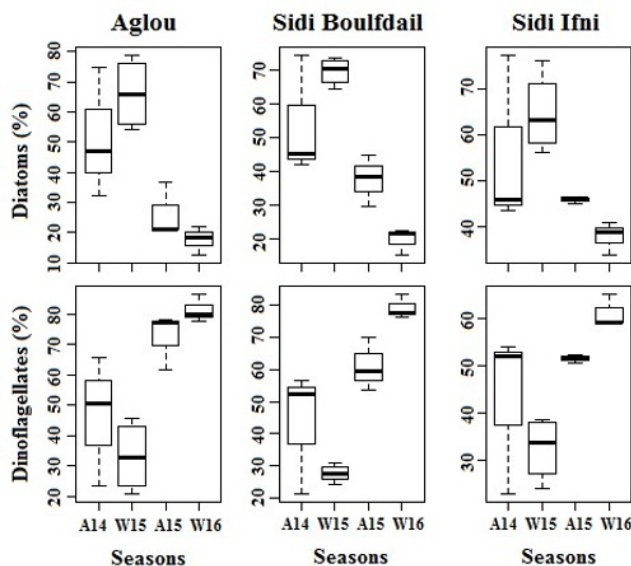 Aglou Sidi Boulfdail Sidi Ifni
Diatoms (%)
10 20 30 40 50 60 70 80
20 30 40 50 60 70
40 50 60 70
Dinoflagellates (%)
20 30 40 50 60 70 80
20 30 40 50 60 70 80
30 40 50 60
A14 W15 A15 W16
A14 W15 A15 W16
A14 W15 A15 W16
Seasons Seasons Seasons